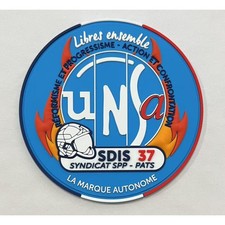 Libres ensemble
RÉFORMISME ET PROGRESSISME - ACTION ET CONFRONTATION
UNSa
SDIS 37
SYNDICAT SPP - PATS
LA MARQUE AUTONOME